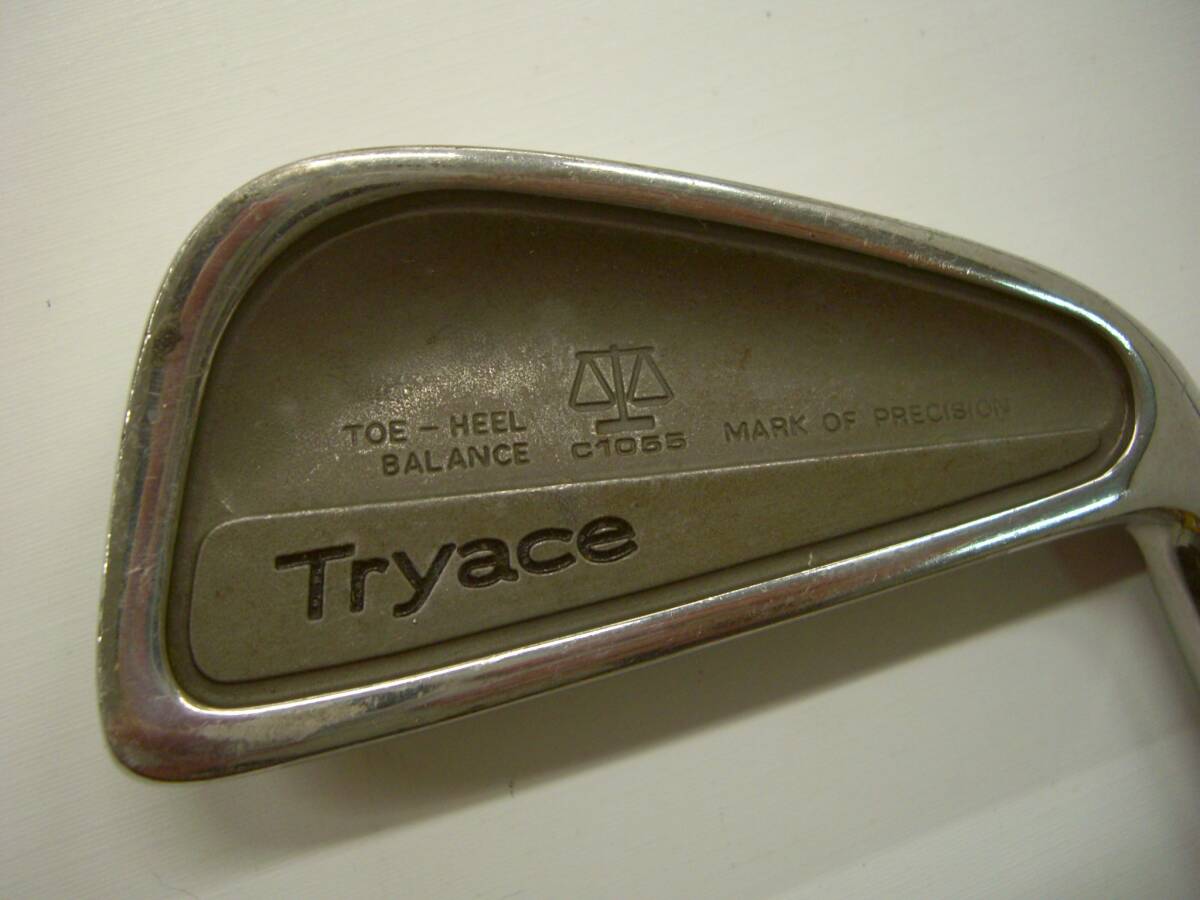 TOE - HEEL
BALANCE
C1055
MARK OF PRECISION
Tryace